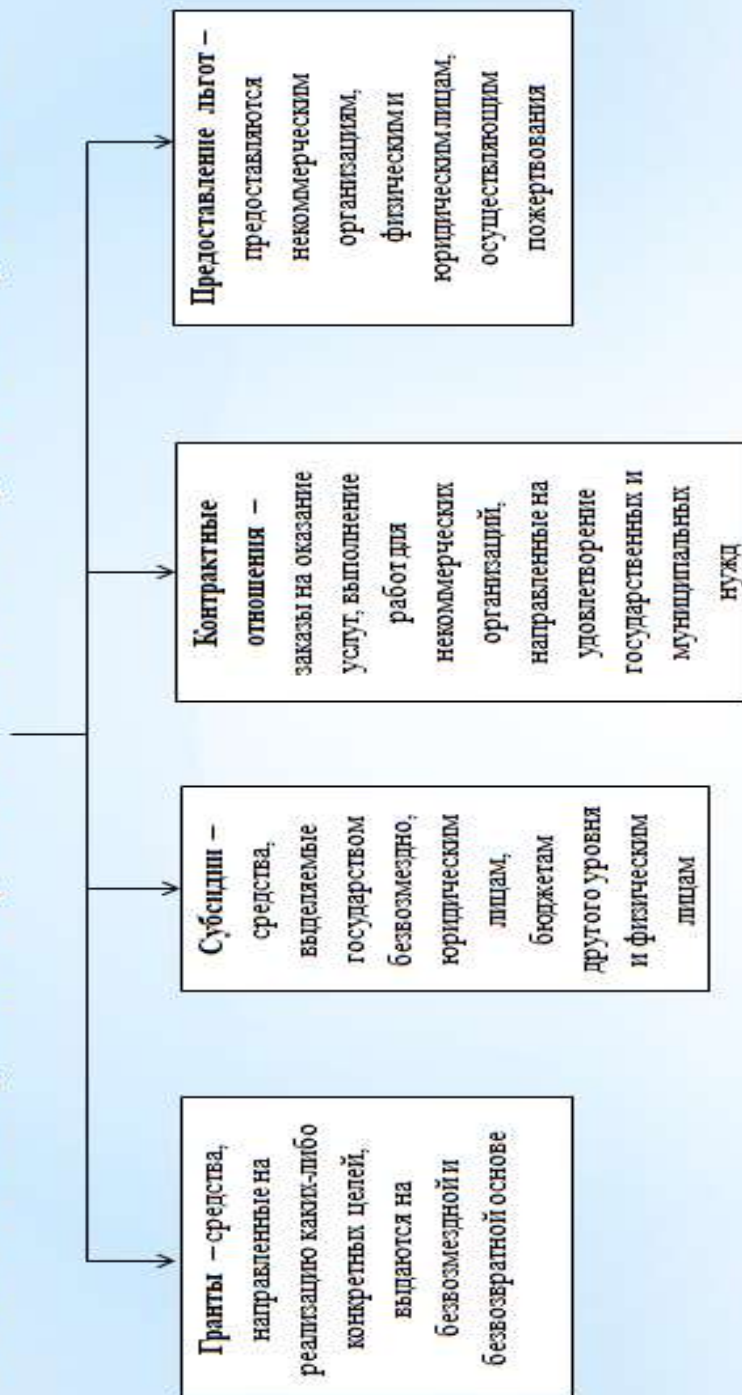 Гранты – средства,
направленные на
реализацию каких-либо
конкретных целей,
выдаются на
безвозмездной и
безвозвратной основе
Субсидии –
средства,
выделяемые
государством
безвозмездно,
юридическим
лицам,
бюджетам
другого уровня
и физическим
лицам
Контрактные
отношения –
заказы на оказание
услуг, выполнение
работ для
некоммерческих
организаций,
направленные на
удовлетворение
государственных и
муниципальных
нужд
Предоставление льгот –
предоставляются
некоммерческим
организациям,
физическим и
юридическим лицам,
осуществляющим
пожертвования